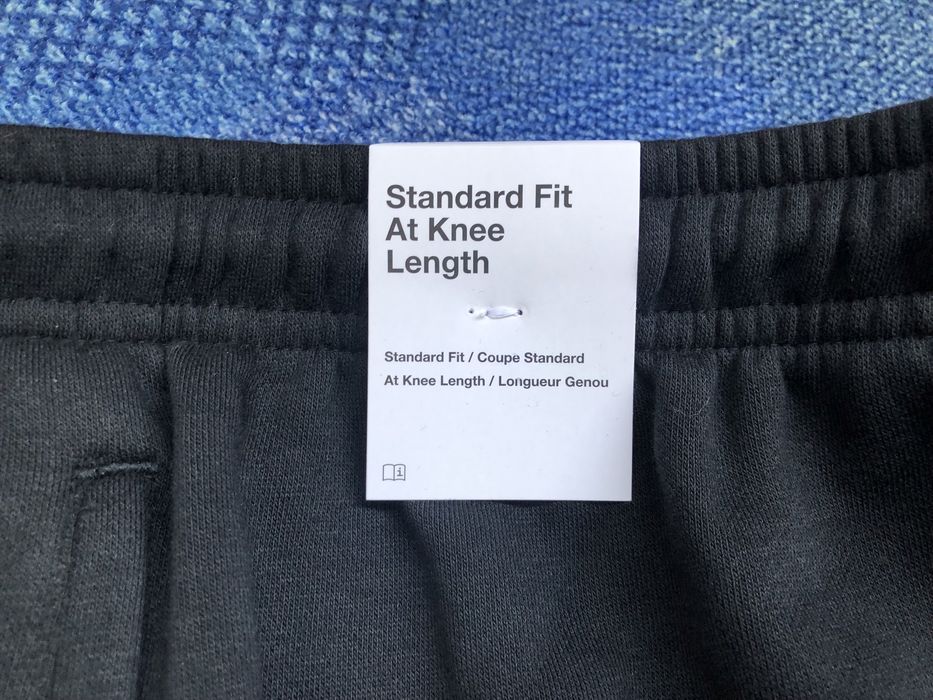 Standard Fit
At Knee
Length
Standard Fit / Coupe Standard
At Knee Length / Longueur Genou
i